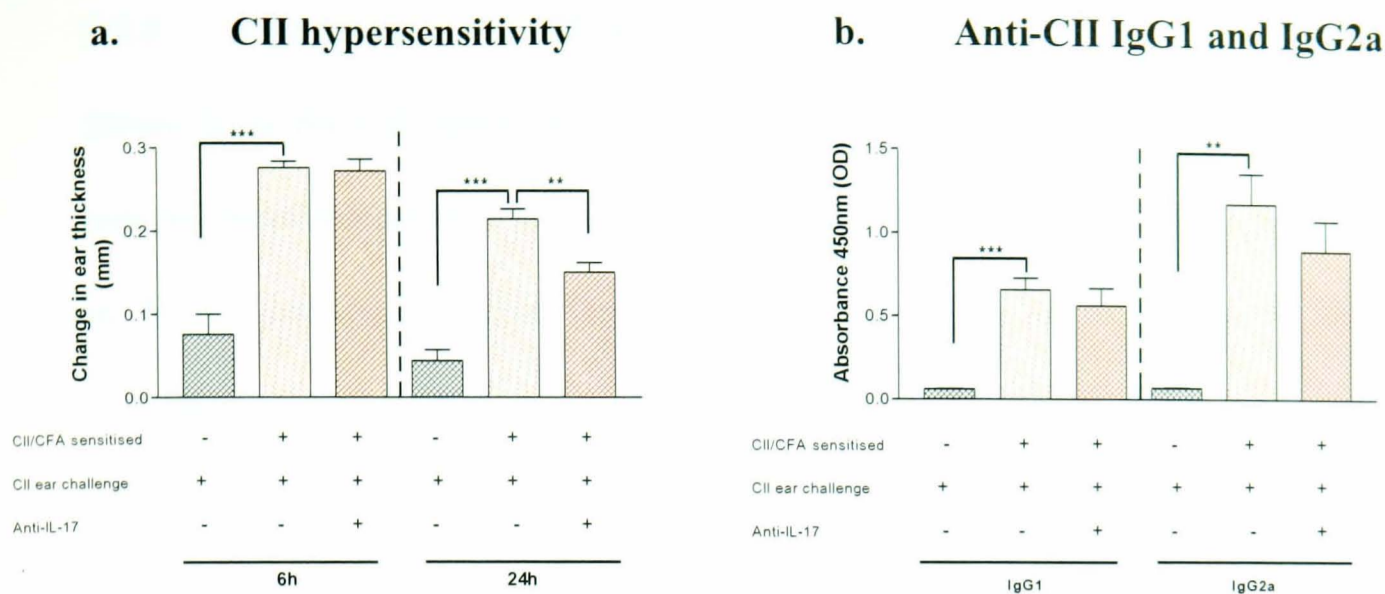 a. CII hypersensitivity
*** *** **
Change in ear thickness
(mm)
0.3
0.2
0.1
0.0
CII/CFA sensitised - + + - + +
CII ear challenge + + + + + +
Anti-IL-17 - - + - - +
6h 24h
b. Anti-CII IgG1 and IgG2a
*** **
Absorbance 450nm (OD)
1.5
1.0
0.5
0.0
CII/CFA sensitised - + + - + +
CII ear challenge + + + + + +
Anti-IL-17 - - + - - +
IgG1 IgG2a